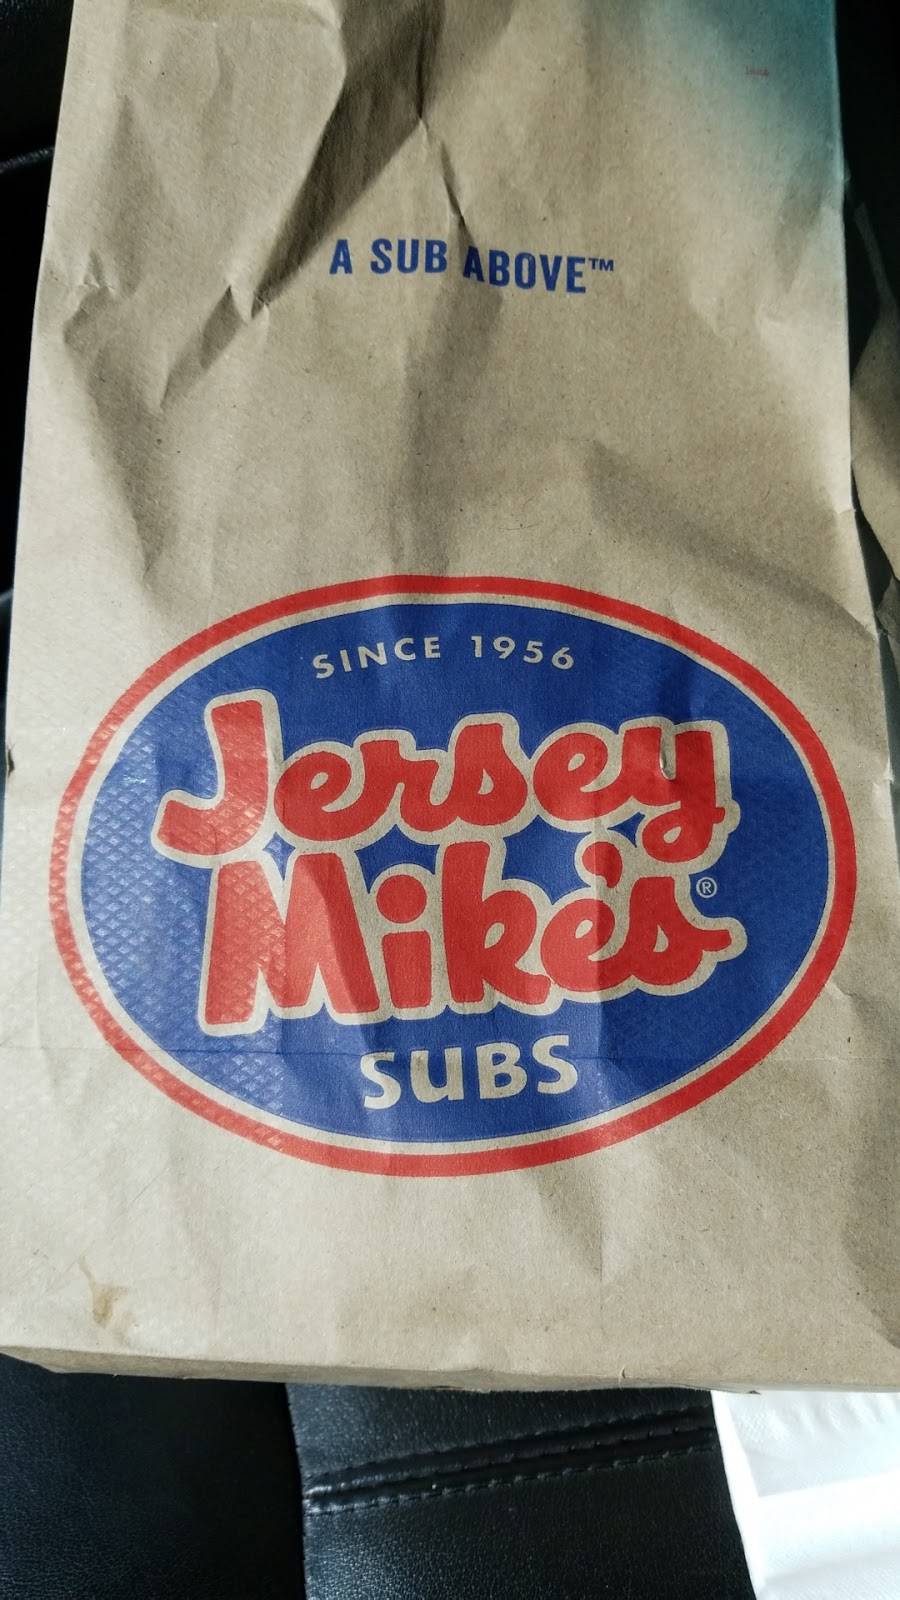 A SUB ABOVE™
SINCE 1956
Jersey
Mike's®
SUBS